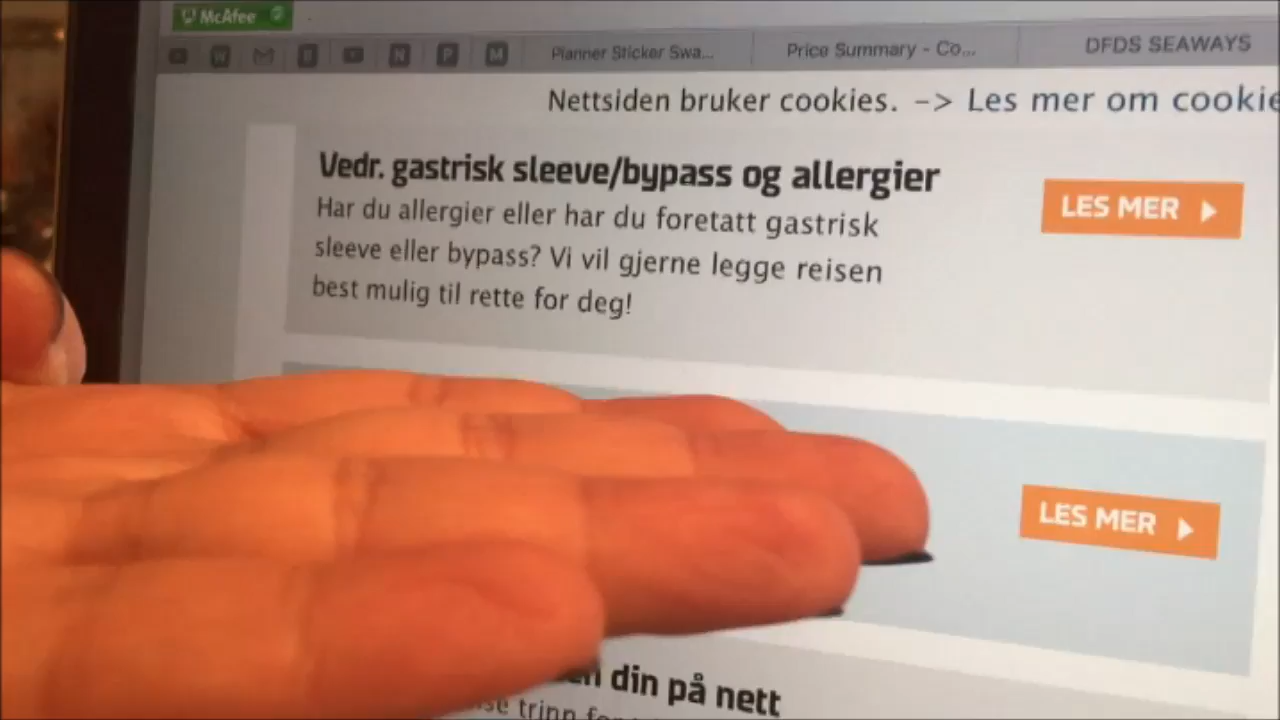 McAfee
W B N P M Planner Sticker Swa... Price Summary - Co... DFDS SEAWAYS
Nettsiden bruker cookies. -> Les mer om cookie
Vedr. gastrisk sleeve/bypass og allergier
Har du allergier eller har du foretatt gastrisk
sleeve eller bypass? Vi vil gjerne legge reisen
best mulig til rette for deg!
LES MER
LES MER
din på nett
trinn